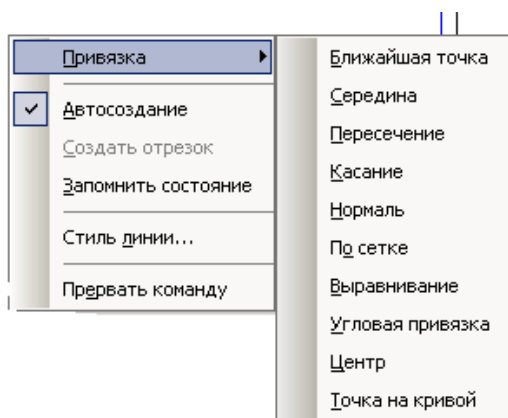 Привязка
Автосоздание
Создать отрезок
Запомнить состояние
Стиль линии...
Прервать команду
Ближайшая точка
Середина
Пересечение
Касание
Нормаль
По сетке
Выравнивание
Угловая привязка
Центр
Точка на кривой